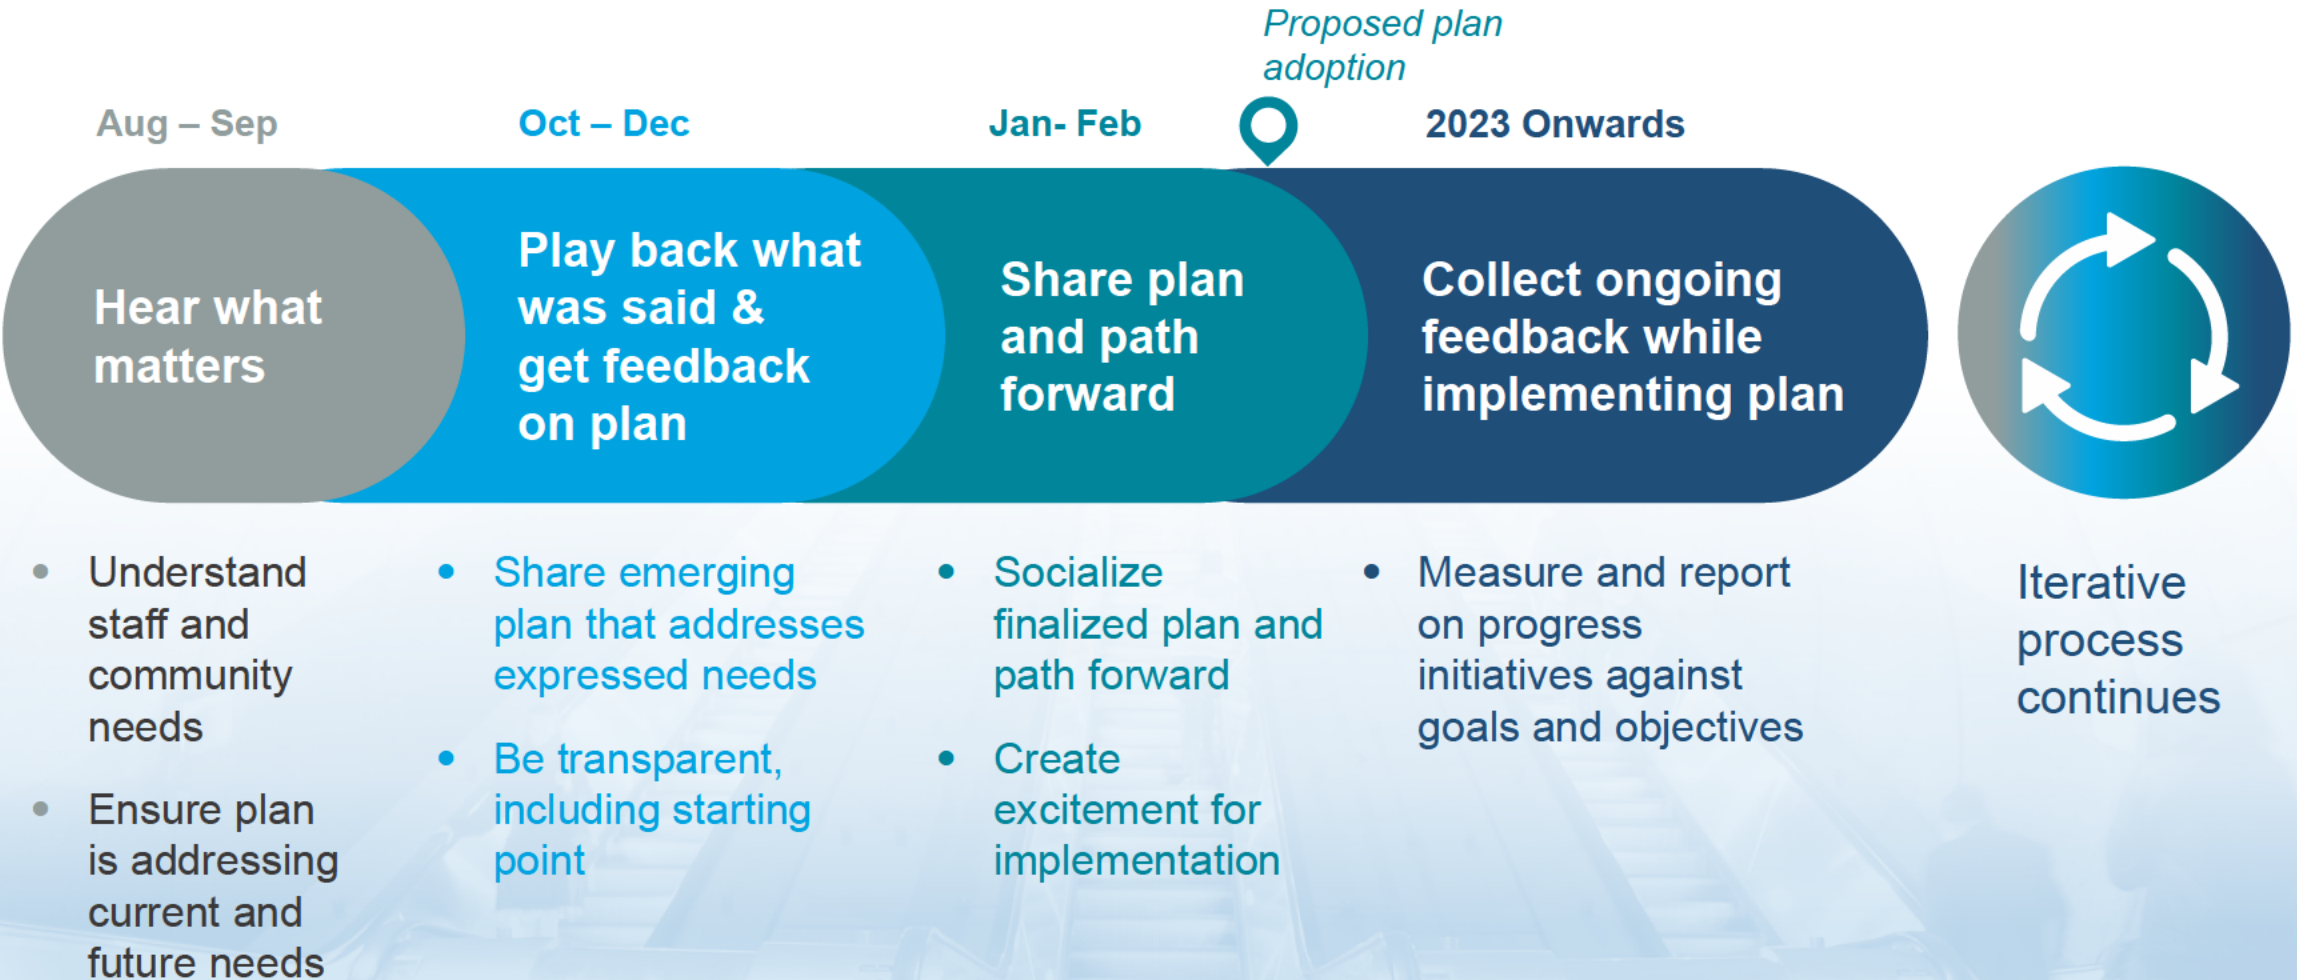 Proposed plan
adoption
Aug – Sep
Oct – Dec
Jan- Feb
2023 Onwards
Hear what
matters
Play back what
was said &
get feedback
on plan
Share plan
and path
forward
Collect ongoing
feedback while
implementing plan
• Understand
staff and
community
needs
• Ensure plan
is addressing
current and
future needs
• Share emerging
plan that addresses
expressed needs
• Be transparent,
including starting
point
• Socialize
finalized plan and
path forward
• Create
excitement for
implementation
• Measure and report
on progress
initiatives against
goals and objectives
Iterative
process
continues